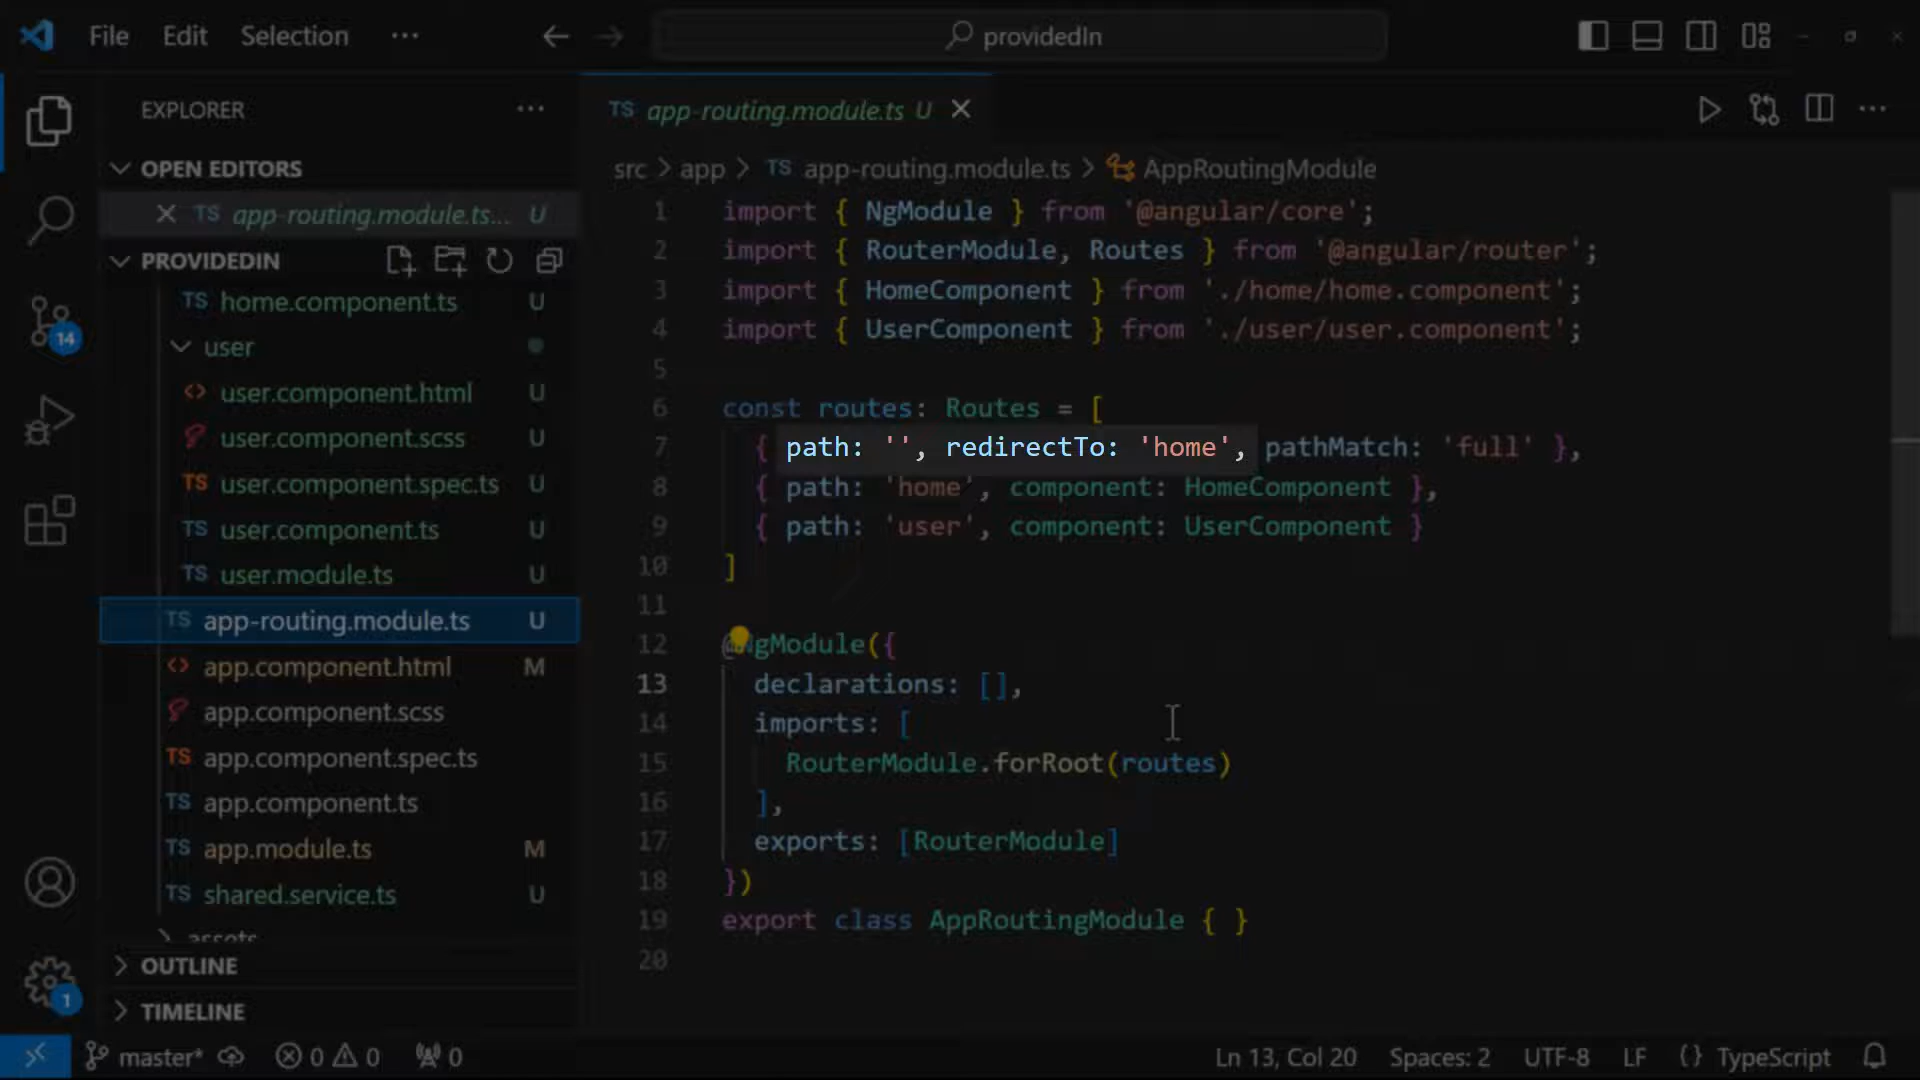 File Edit Selection ···
providedIn
EXPLORER ···
OPEN EDITORS
TS app-routing.module.ts... U
PROVIDEDIN
TS home.component.ts U
user
<> user.component.html U
user.component.scss U
TS user.component.spec.ts U
TS user.component.ts U
TS user.module.ts U
TS app-routing.module.ts U
<> app.component.html M
app.component.scss
TS app.component.spec.ts
TS app.component.ts
TS app.module.ts M
TS shared.service.ts U
assets
OUTLINE
TIMELINE
14
1
TS app-routing.module.ts U
src > app > TS app-routing.module.ts > AppRoutingModule
1 import { NgModule } from '@angular/core';
2 import { RouterModule, Routes } from '@angular/router';
3 import { HomeComponent } from './home/home.component';
4 import { UserComponent } from './user/user.component';
5
6 const routes: Routes = [
7 { path: '', redirectTo: 'home', pathMatch: 'full' },
8 { path: 'home', component: HomeComponent },
9 { path: 'user', component: UserComponent }
10 ]
11
12 @NgModule({
13 declarations: [],
14 imports: [
15 RouterModule.forRoot(routes)
16 ],
17 exports: [RouterModule]
18 })
19 export class AppRoutingModule { }
20
master* 0 0 0 Ln 13, Col 20 Spaces: 2 UTF-8 LF {} TypeScript